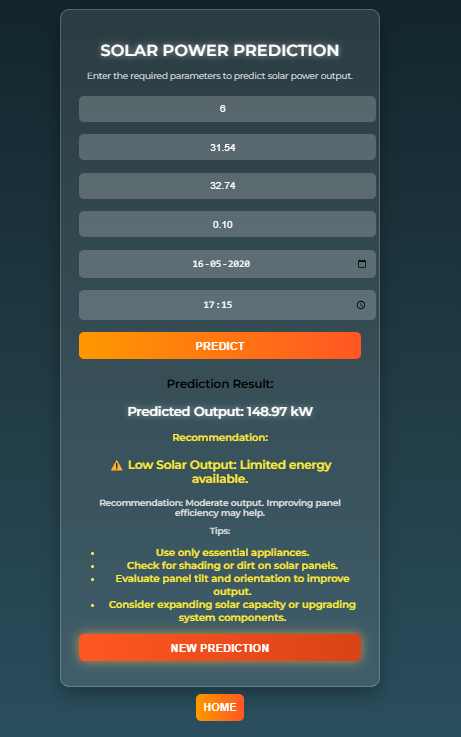 SOLAR POWER PREDICTION
Enter the required parameters to predict solar power output.
6
31.54
32.74
0.10
16-05-2020
17:15
PREDICT
Prediction Result:
Predicted Output: 148.97 kW
Recommendation:
⚠ Low Solar Output: Limited energy
available.
Recommendation: Moderate output. Improving panel
efficiency may help.
Tips:
• Use only essential appliances.
• Check for shading or dirt on solar panels.
• Evaluate panel tilt and orientation to improve
output.
• Consider expanding solar capacity or upgrading
system components.
NEW PREDICTION
HOME